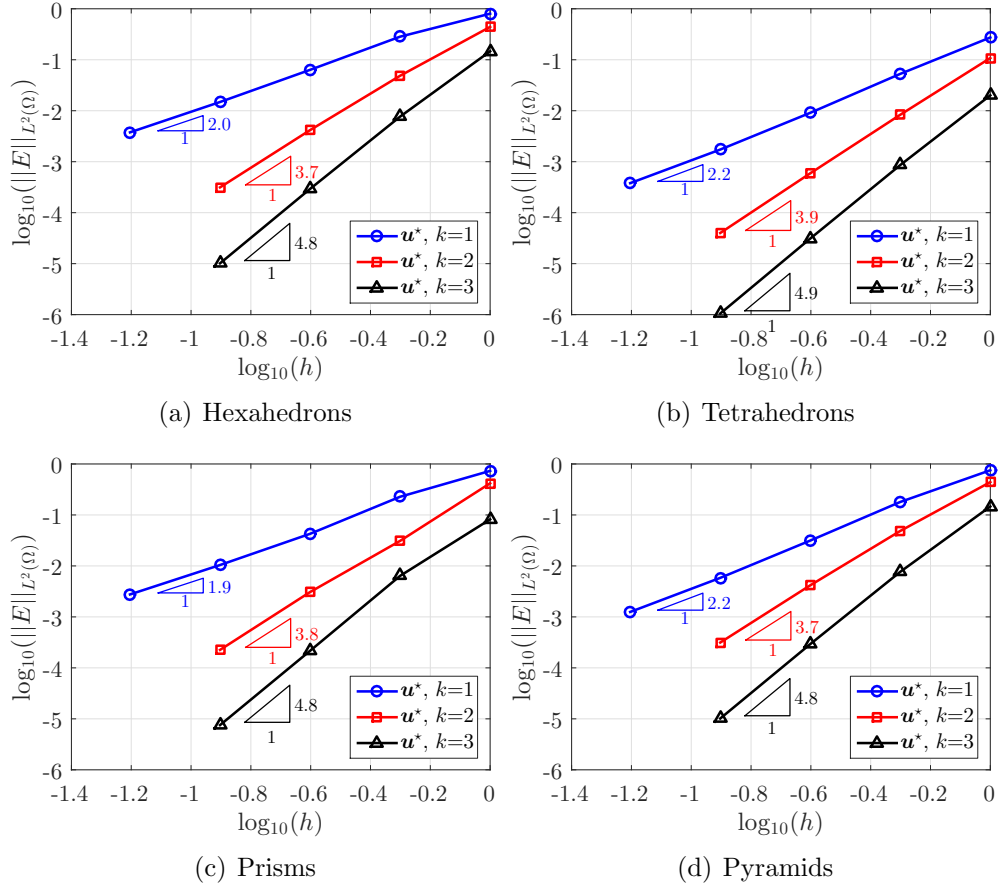 0
-1
-2
-3
-4
-5
-6
log10(||E||L2(Ω))
2.0
1
3.7
1
4.8
1
u⋆, k=1
u⋆, k=2
u⋆, k=3
-1.4 -1.2 -1 -0.8 -0.6 -0.4 -0.2 0
log10(h)
(a) Hexahedrons
0
-1
-2
-3
-4
-5
-6
log10(||E||L2(Ω))
2.2
1
3.9
1
4.9
1
u⋆, k=1
u⋆, k=2
u⋆, k=3
-1.4 -1.2 -1 -0.8 -0.6 -0.4 -0.2 0
log10(h)
(b) Tetrahedrons
0
-1
-2
-3
-4
-5
-6
log10(||E||L2(Ω))
1.9
1
3.8
1
4.8
1
u⋆, k=1
u⋆, k=2
u⋆, k=3
-1.4 -1.2 -1 -0.8 -0.6 -0.4 -0.2 0
log10(h)
(c) Prisms
0
-1
-2
-3
-4
-5
-6
log10(||E||L2(Ω))
2.2
1
3.7
1
4.8
1
u⋆, k=1
u⋆, k=2
u⋆, k=3
-1.4 -1.2 -1 -0.8 -0.6 -0.4 -0.2 0
log10(h)
(d) Pyramids